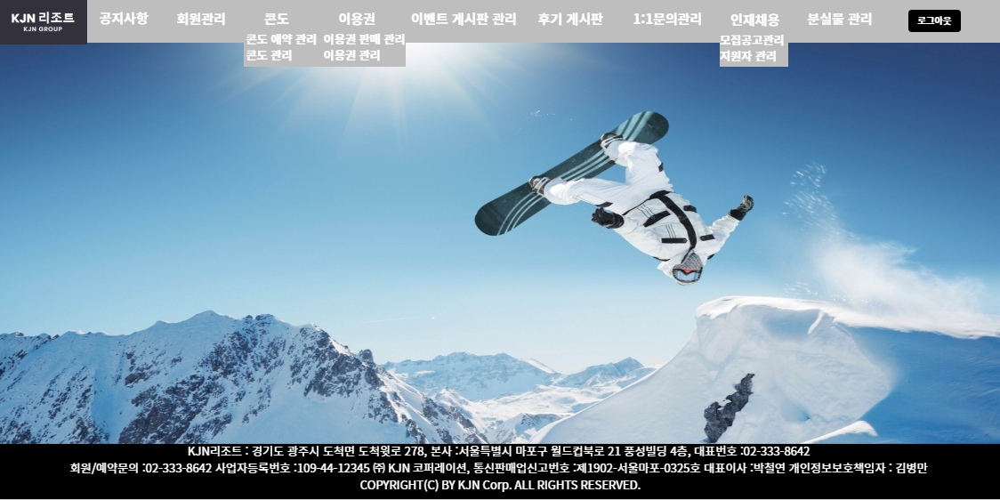 KJN 리조트
KJN GROUP
공지사항 회원관리 콘도 이용권 이벤트 게시판 관리 후기 게시판 1:1문의관리 인재채용 분실물 관리 로그아웃
콘도 예약 관리 이용권 판매 관리 모집공고관리
콘도 관리 이용권 관리 지원자 관리
KJN리조트 : 경기도 광주시 도척면 도척윗로 278, 본사 :서울특별시 마포구 월드컵북로 21 풍성빌딩 4층, 대표번호 :02-333-8642
회원/예약문의 :02-333-8642 사업자등록번호 :109-44-12345 ㈜ KJN 코퍼레이션, 통신판매업신고번호 :제1902-서울마포-0325호 대표이사 :박철연 개인정보보호책임자 : 김병만
COPYRIGHT(C) BY KJN Corp. ALL RIGHTS RESERVED.